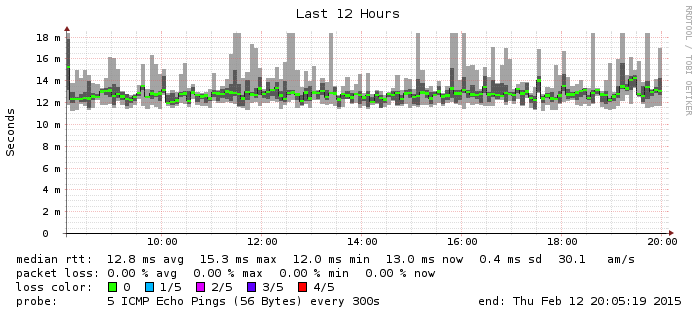 Last 12 Hours
RRDTOOL / TOBI OETIKER
Seconds
18 m
16 m
14 m
12 m
10 m
8 m
6 m
4 m
2 m
0
10:00 12:00 14:00 16:00 18:00 20:00
median rtt: 12.8 ms avg 15.3 ms max 12.0 ms min 13.0 ms now 0.4 ms sd 30.1 am/s
packet loss: 0.00 % avg 0.00 % max 0.00 % min 0.00 % now
loss color: 0 1/5 2/5 3/5 4/5
probe: 5 ICMP Echo Pings (56 Bytes) every 300s end: Thu Feb 12 20:05:19 2015